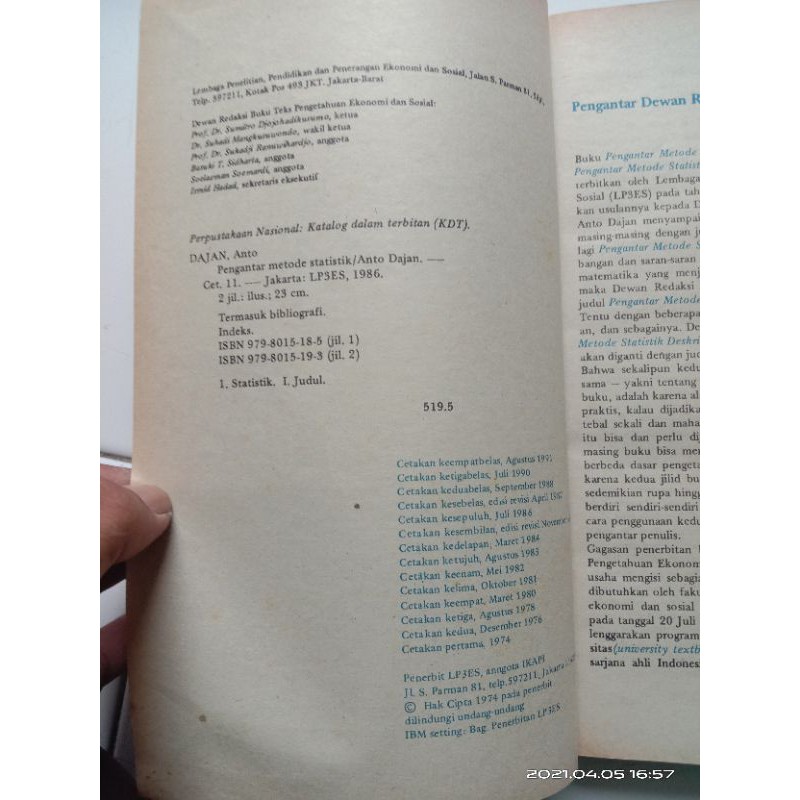 Lembaga Penelitian, Pendidikan dan Penerangan Ekonomi dan Sosial, Jalan S. Parman 81, Slipi,
Telp. 597211, Kotak Pos 493 JKT. Jakarta-Barat
Dewan Redaksi Buku Teks Pengetahuan Ekonomi dan Sosial:
Prof. Dr. Sumitro Djojohadikusumo, ketua
Dr. Suhadi Mangkusuwondo, wakil ketua
Prof. Dr. Sukadji Ranuwihardjo, anggota
Baruki T. Sidharta, anggota
Soelaeman Soemardi, anggota
Ismid Hadad, sekretaris eksekutif
Perpustakaan Nasional: Katalog dalam terbitan (KDT).
DAJAN, Anto
Pengantar metode statistik/Anto Dajan. —
Cet. 11. — Jakarta: LP3ES, 1986.
2 jil.: ilus.; 23 cm.
Termasuk bibliografi.
Indeks.
ISBN 979-8015-18-5 (jil. 1)
ISBN 979-8015-19-3 (jil. 2)
1. Statistik. I. Judul.
519.5
Cetakan keempatbelas, Agustus
Cetakan ketigabelas, Juli 1990
Cetakan keduabelas, September 1988
Cetakan kesebelas, edisi revisi April
Cetakan kesepuluh, Juli 1986
Cetakan kesembilan, edisi revisi
Cetakan kedelapan, Maret 1984
Cetakan ketujuh, Agustus 1983
Cetakan keenam, Mei 1982
Cetakan kelima, Oktober 1981
Cetakan keempat, Maret 1980
Cetakan ketiga, Agustus 1978
Cetakan kedua, Desember 1976
Cetakan pertama, 1974
Penerbit LP3ES, anggota IKAPI
Jl. S. Parman 81, telp. 597211, Jakarta
© Hak Cipta 1974 pada penerbit
dilindungi undang-undang
IBM setting: Bag. Penerbitan LP3ES
Pengantar Dewan R
Buku Pengantar Metode
Pengantar Metode Statist
terbitkan oleh Lembaga
Sosial (LP3ES) pada tah
kan usulannya kepada D
Anto Dajan menyampai
masing-masing dengan ju
lagi Pengantar Metode S
bangan dan saran-saran
matematika yang menj
maka Dewan Redaksi
judul Pengantar Metode
Tentu dengan beberapa
an, dan sebagainya. De
Metode Statistik Deskri
akan diganti dengan jud
Bahwa sekalipun kedu
sama — yakni tentang
buku, adalah karena al
praktis, kalau dijadika
tebal sekali dan maha
itu bisa dan perlu dij
masing buku bisa men
berbeda dasar pengeta
karena kedua jilid bu
sedemikian rupa hingg
berdiri sendiri-sendiri
cara penggunaan kedu
pengantar penulis.
Gagasan penerbitan
Pengetahuan Ekonom
usaha mengisi sebagia
dibutuhkan oleh faku
ekonomi dan sosial
pada tanggal 20 Juli
lenggarakan program
sitas (university textb
sarjana ahli Indonesi
2021.04.05 16:57